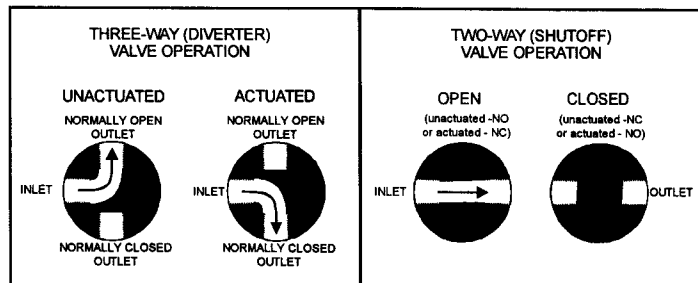 THREE-WAY (DIVERTER)
VALVE OPERATION
UNACTUATED
NORMALLY OPEN
OUTLET
INLET
NORMALLY CLOSED
OUTLET
ACTUATED
NORMALLY OPEN
OUTLET
INLET
NORMALLY CLOSED
OUTLET
TWO-WAY (SHUTOFF)
VALVE OPERATION
OPEN
(unactuated -NO
or actuated - NC)
INLET
CLOSED
(unactuated -NC
or actuated - NO)
OUTLET